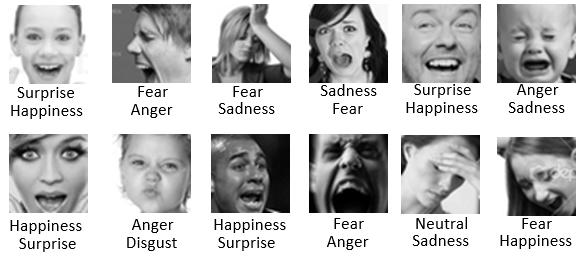 Surprise
Happiness
Fear
Anger
Fear
Sadness
Sadness
Fear
Surprise
Happiness
Anger
Sadness
Happiness
Surprise
Anger
Disgust
Happiness
Surprise
Fear
Anger
Neutral
Sadness
Fear
Happiness